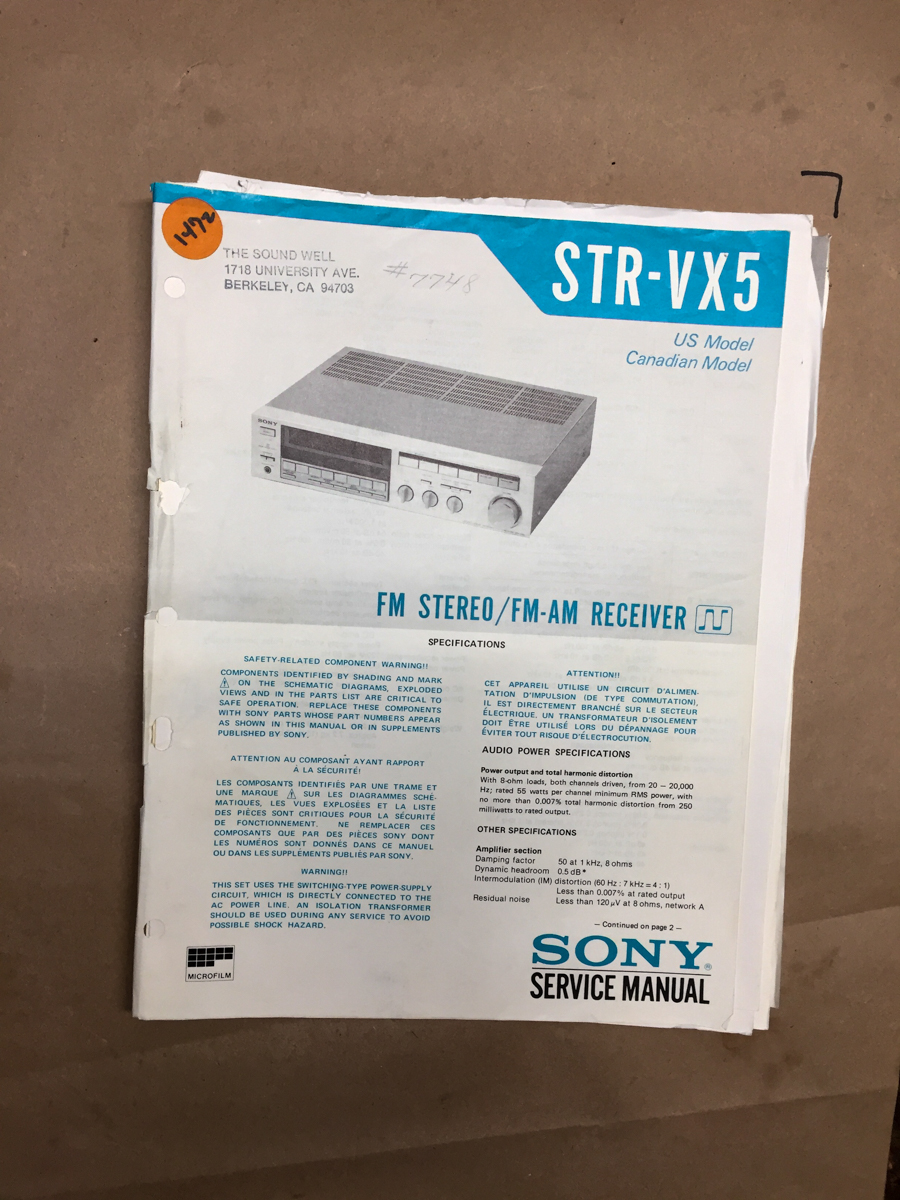 1472
THE SOUND WELL
1718 UNIVERSITY AVE.
BERKELEY, CA 94703
#7748
STR-VX5
US Model
Canadian Model
SONY
FM STEREO/FM-AM RECEIVER
SPECIFICATIONS
SAFETY-RELATED COMPONENT WARNING!!
COMPONENTS IDENTIFIED BY SHADING AND MARK
⚠ ON THE SCHEMATIC DIAGRAMS, EXPLODED
VIEWS AND IN THE PARTS LIST ARE CRITICAL TO
SAFE OPERATION. REPLACE THESE COMPONENTS
WITH SONY PARTS WHOSE PART NUMBERS APPEAR
AS SHOWN IN THIS MANUAL OR IN SUPPLEMENTS
PUBLISHED BY SONY.
ATTENTION AU COMPOSANT AYANT RAPPORT
À LA SÉCURITÉ!
LES COMPOSANTS IDENTIFIÉS PAR UNE TRAME ET
UNE MARQUE ⚠ SUR LES DIAGRAMMES SCHÉ-
MATIQUES, LES VUES EXPLOSÉES ET LA LISTE
DES PIÈCES SONT CRITIQUES POUR LA SÉCURITÉ
DE FONCTIONNEMENT. NE REMPLACER CES
COMPOSANTS QUE PAR DES PIÈCES SONY DONT
LES NUMÉROS SONT DONNÉS DANS CE MANUEL
OU DANS LES SUPPLÉMENTS PUBLIÉS PAR SONY.
WARNING!!
THIS SET USES THE SWITCHING-TYPE POWER-SUPPLY
CIRCUIT, WHICH IS DIRECTLY CONNECTED TO THE
AC POWER LINE. AN ISOLATION TRANSFORMER
SHOULD BE USED DURING ANY SERVICE TO AVOID
POSSIBLE SHOCK HAZARD.
MICROFILM
ATTENTION!!
CET APPAREIL UTILISE UN CIRCUIT D'ALIMEN-
TATION D'IMPULSION (DE TYPE COMMUTATION),
IL EST DIRECTEMENT BRANCHÉ SUR LE SECTEUR
ÉLECTRIQUE. UN TRANSFORMATEUR D'ISOLEMENT
DOIT ÊTRE UTILISÉ LORS DU DÉPANNAGE POUR
ÉVITER TOUT RISQUE D'ÉLECTROCUTION.
AUDIO POWER SPECIFICATIONS
Power output and total harmonic distortion
With 8-ohm loads, both channels driven, from 20 – 20,000
Hz; rated 55 watts per channel minimum RMS power, with
no more than 0.007% total harmonic distortion from 250
milliwatts to rated output.
OTHER SPECIFICATIONS
Amplifier section
Damping factor 50 at 1 kHz, 8 ohms
Dynamic headroom 0.5 dB*
Intermodulation (IM) distortion (60 Hz : 7 kHz = 4 : 1)
Less than 0.007% at rated output
Residual noise Less than 120 µV at 8 ohms, network A
– Continued on page 2 –
SONY®
SERVICE MANUAL